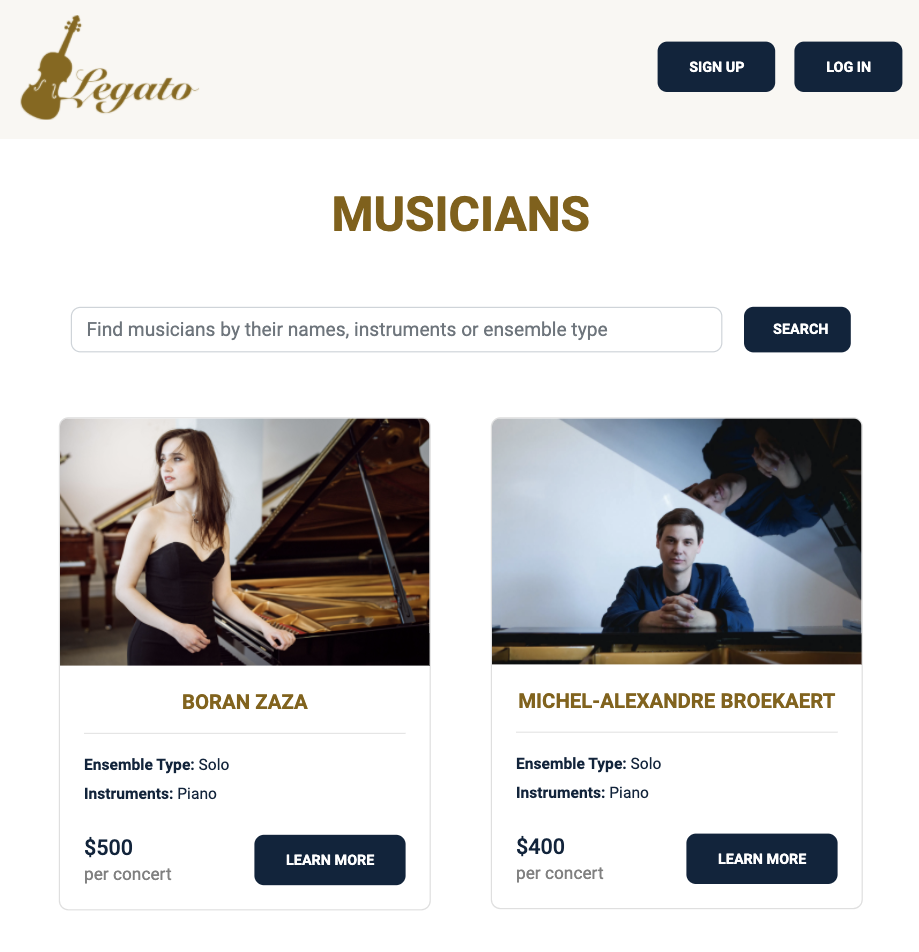 Legato
SIGN UP
LOG IN
MUSICIANS
Find musicians by their names, instruments or ensemble type
SEARCH
BORAN ZAZA
Ensemble Type: Solo
Instruments: Piano
$500
per concert
LEARN MORE
MICHEL-ALEXANDRE BROEKAERT
Ensemble Type: Solo
Instruments: Piano
$400
per concert
LEARN MORE